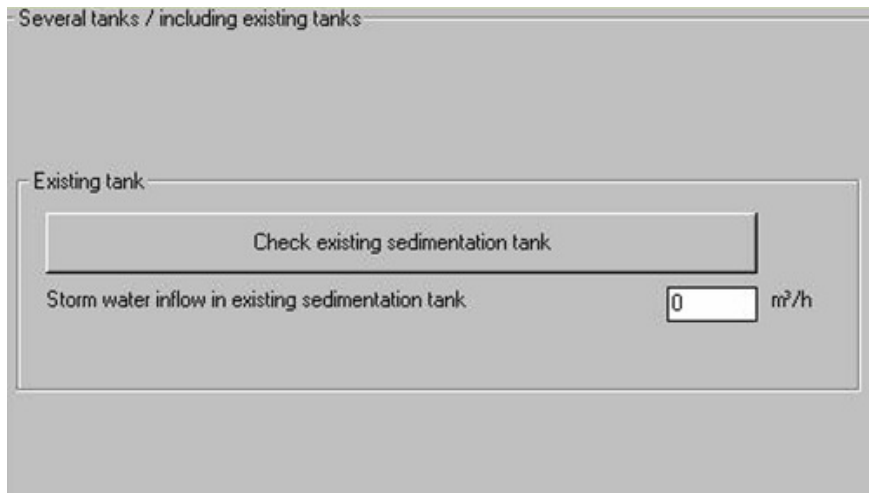 Several tanks / including existing tanks
Existing tank
Check existing sedimentation tank
Storm water inflow in existing sedimentation tank 0 m³/h